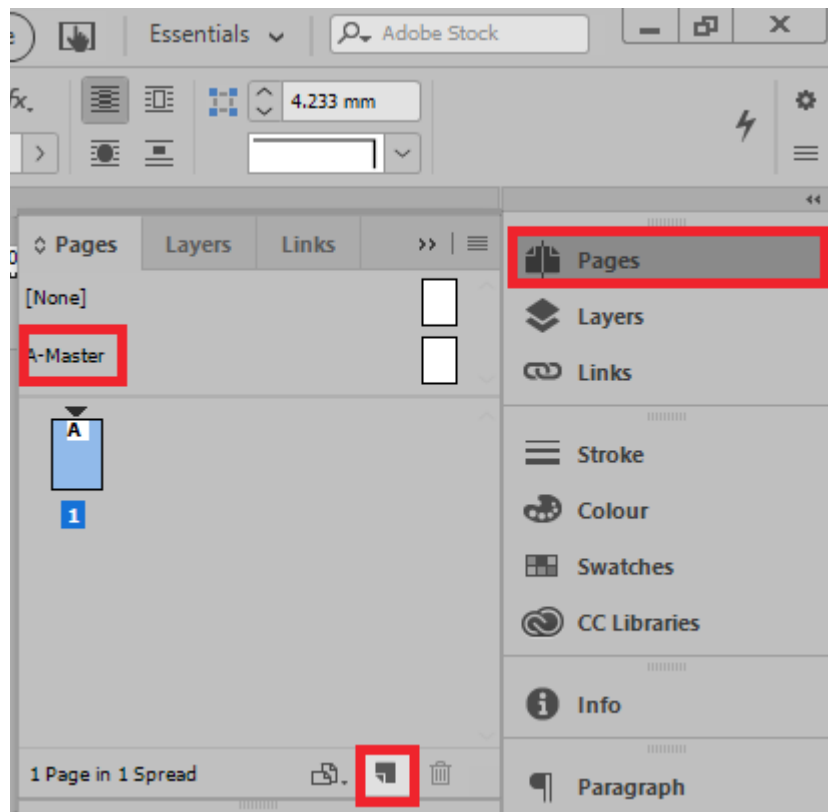 Essentials
Adobe Stock
fx.
4.233 mm
Pages Layers Links
[None]
A-Master
A
1
1 Page in 1 Spread
Pages
Layers
Links
Stroke
Colour
Swatches
CC Libraries
Info
Paragraph